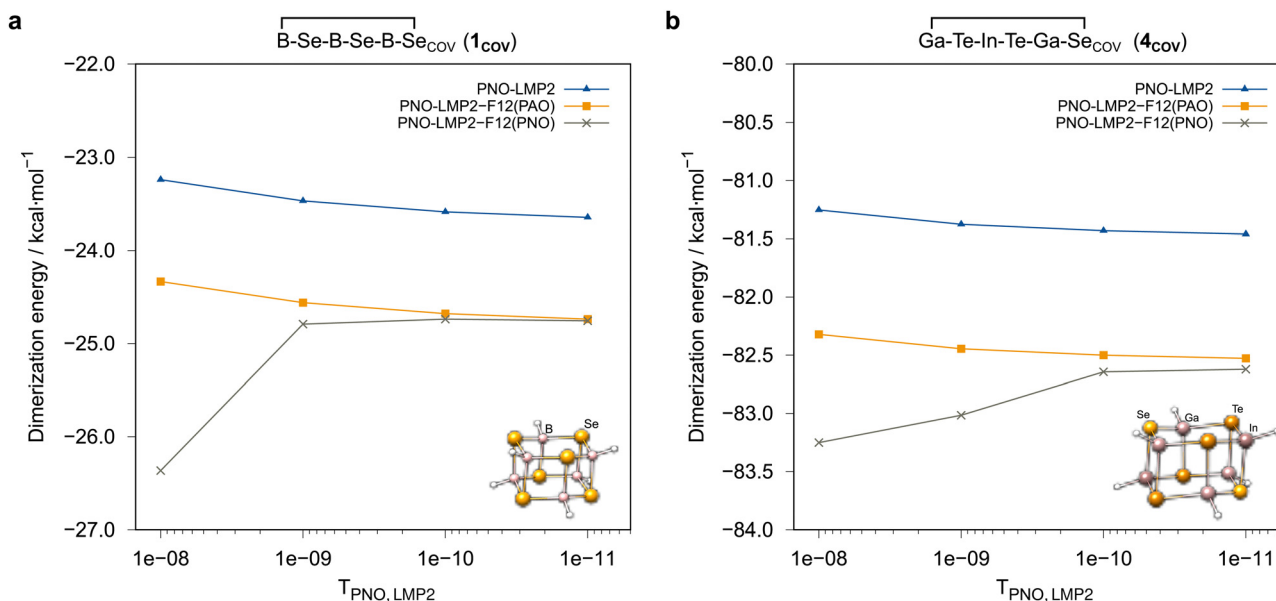 a
B-Se-B-Se-B-Se_COV (1_cov)
−22.0
−23.0
−24.0
−25.0
−26.0
−27.0
Dimerization energy / kcal·mol⁻¹
PNO-LMP2
PNO-LMP2−F12(PAO)
PNO-LMP2−F12(PNO)
B
Se
1e−08
1e−09
1e−10
1e−11
T_PNO, LMP2
b
Ga-Te-In-Te-Ga-Se_COV (4_cov)
−80.0
−80.5
−81.0
−81.5
−82.0
−82.5
−83.0
−83.5
−84.0
Dimerization energy / kcal·mol⁻¹
PNO-LMP2
PNO-LMP2−F12(PAO)
PNO-LMP2−F12(PNO)
Se
Ga
Te
In
1e−08
1e−09
1e−10
1e−11
T_PNO, LMP2